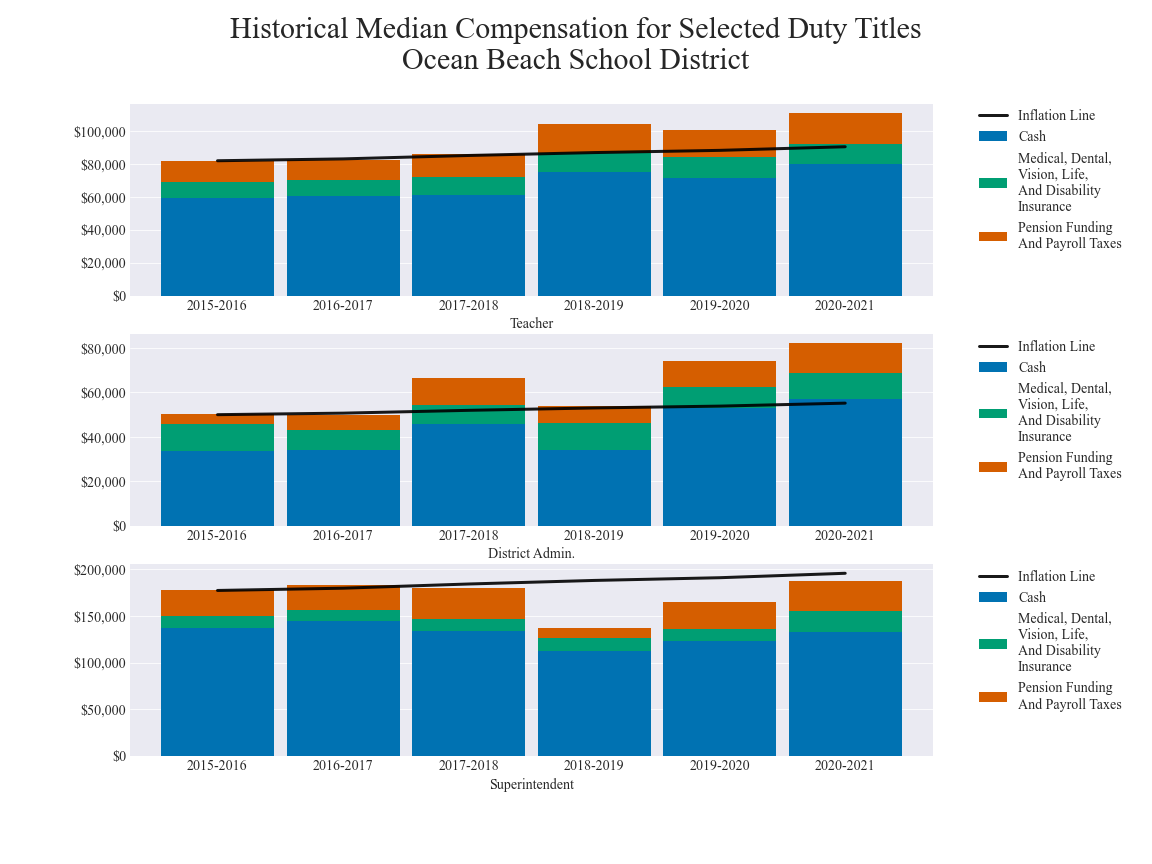 Historical Median Compensation for Selected Duty Titles
Ocean Beach School District
$100,000
$80,000
$60,000
$40,000
$20,000
$0
2015-2016 2016-2017 2017-2018 2018-2019 2019-2020 2020-2021
Teacher
Inflation Line
Cash
Medical, Dental,
Vision, Life,
And Disability
Insurance
Pension Funding
And Payroll Taxes
$80,000
$60,000
$40,000
$20,000
$0
2015-2016 2016-2017 2017-2018 2018-2019 2019-2020 2020-2021
District Admin.
Inflation Line
Cash
Medical, Dental,
Vision, Life,
And Disability
Insurance
Pension Funding
And Payroll Taxes
$200,000
$150,000
$100,000
$50,000
$0
2015-2016 2016-2017 2017-2018 2018-2019 2019-2020 2020-2021
Superintendent
Inflation Line
Cash
Medical, Dental,
Vision, Life,
And Disability
Insurance
Pension Funding
And Payroll Taxes